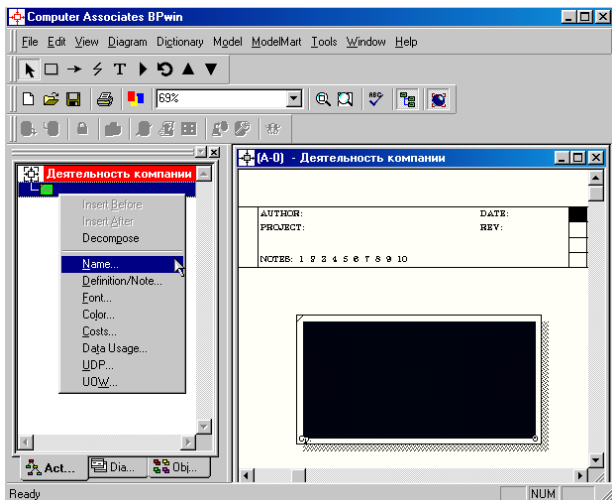 Computer Associates BPwin
File Edit View Diagram Dictionary Model ModelMart Tools Window Help
T
69%
ABC
Деятельность компании
Insert Before
Insert After
Decompose
Name...
Definition/Note...
Font...
Color...
Costs...
Data Usage...
UDP...
UOW...
Act... Dia... Obj...
(A-0) - Деятельность компании
AUTHOR: DATE:
PROJECT: REV:
NOTES: 1 2 3 4 5 6 7 8 9 10
Ready NUM